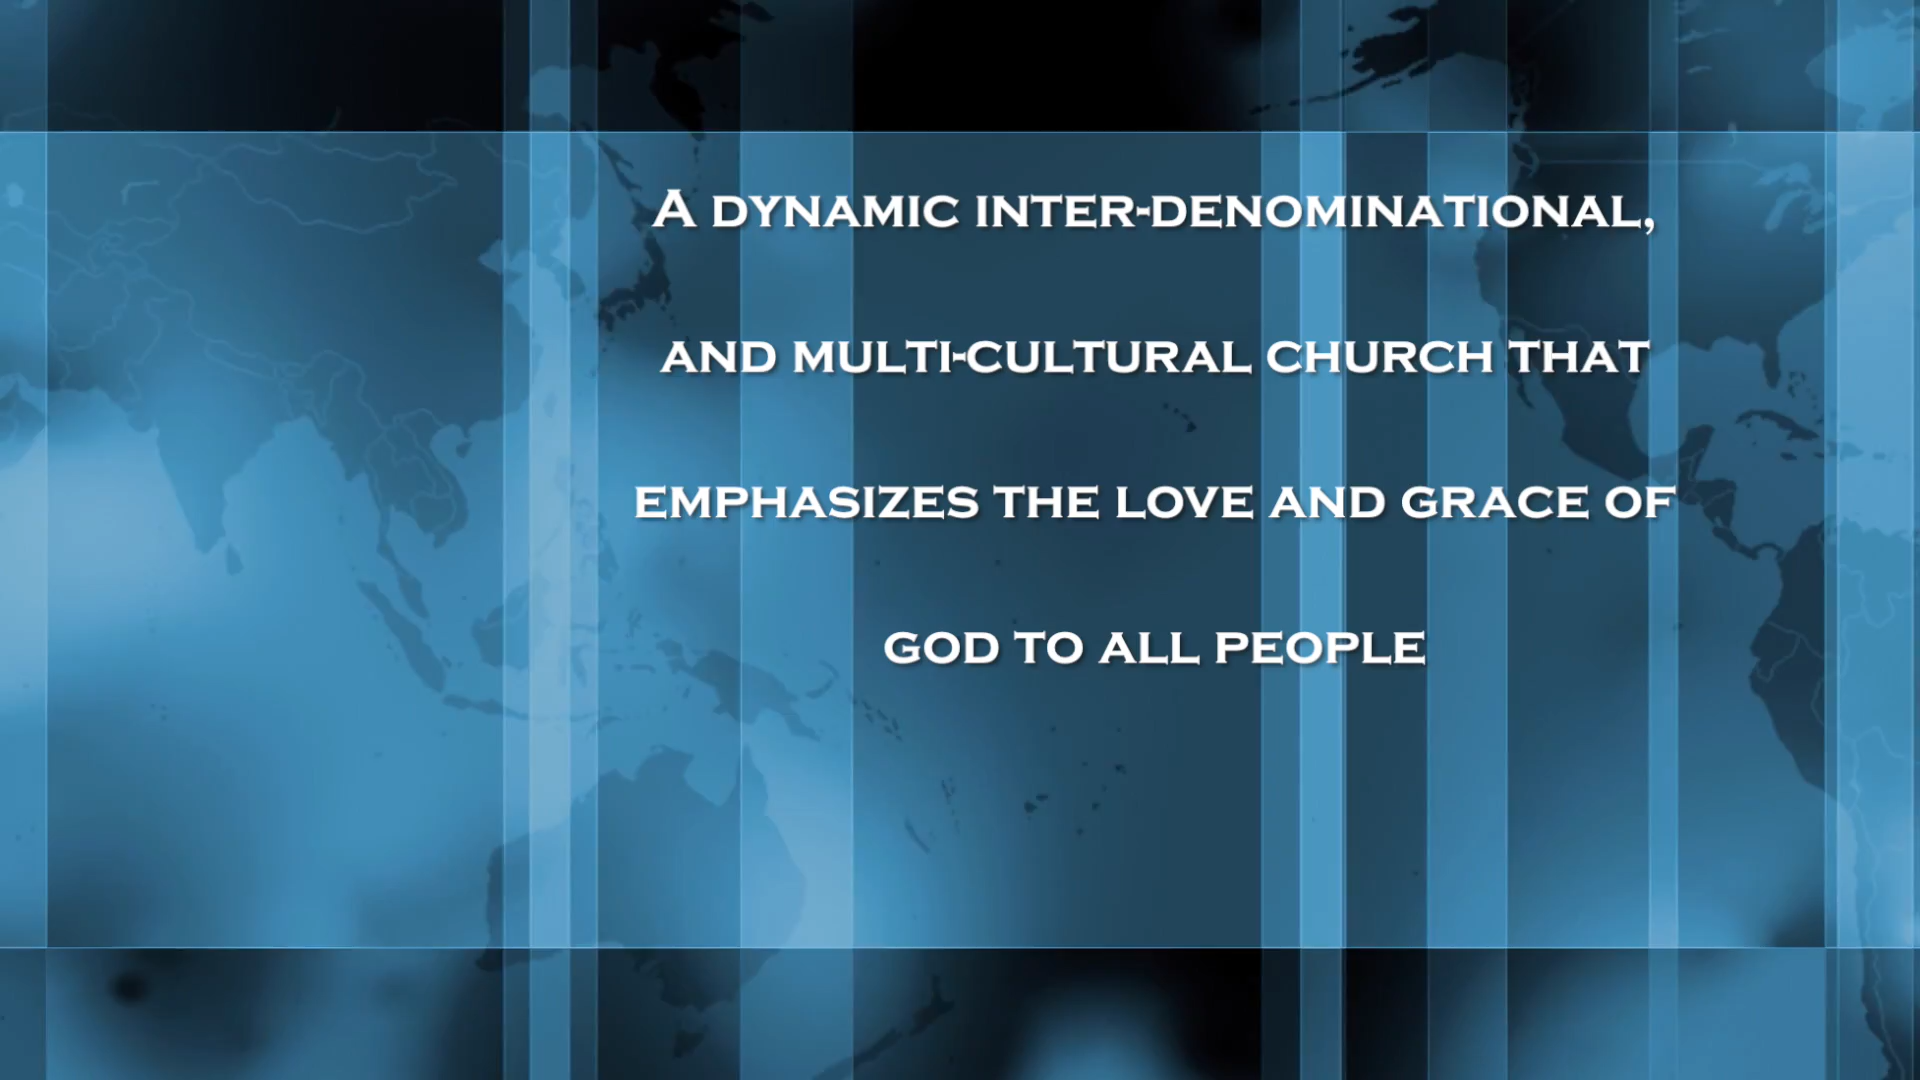 A DYNAMIC INTER-DENOMINATIONAL,
AND MULTI-CULTURAL CHURCH THAT
EMPHASIZES THE LOVE AND GRACE OF
GOD TO ALL PEOPLE